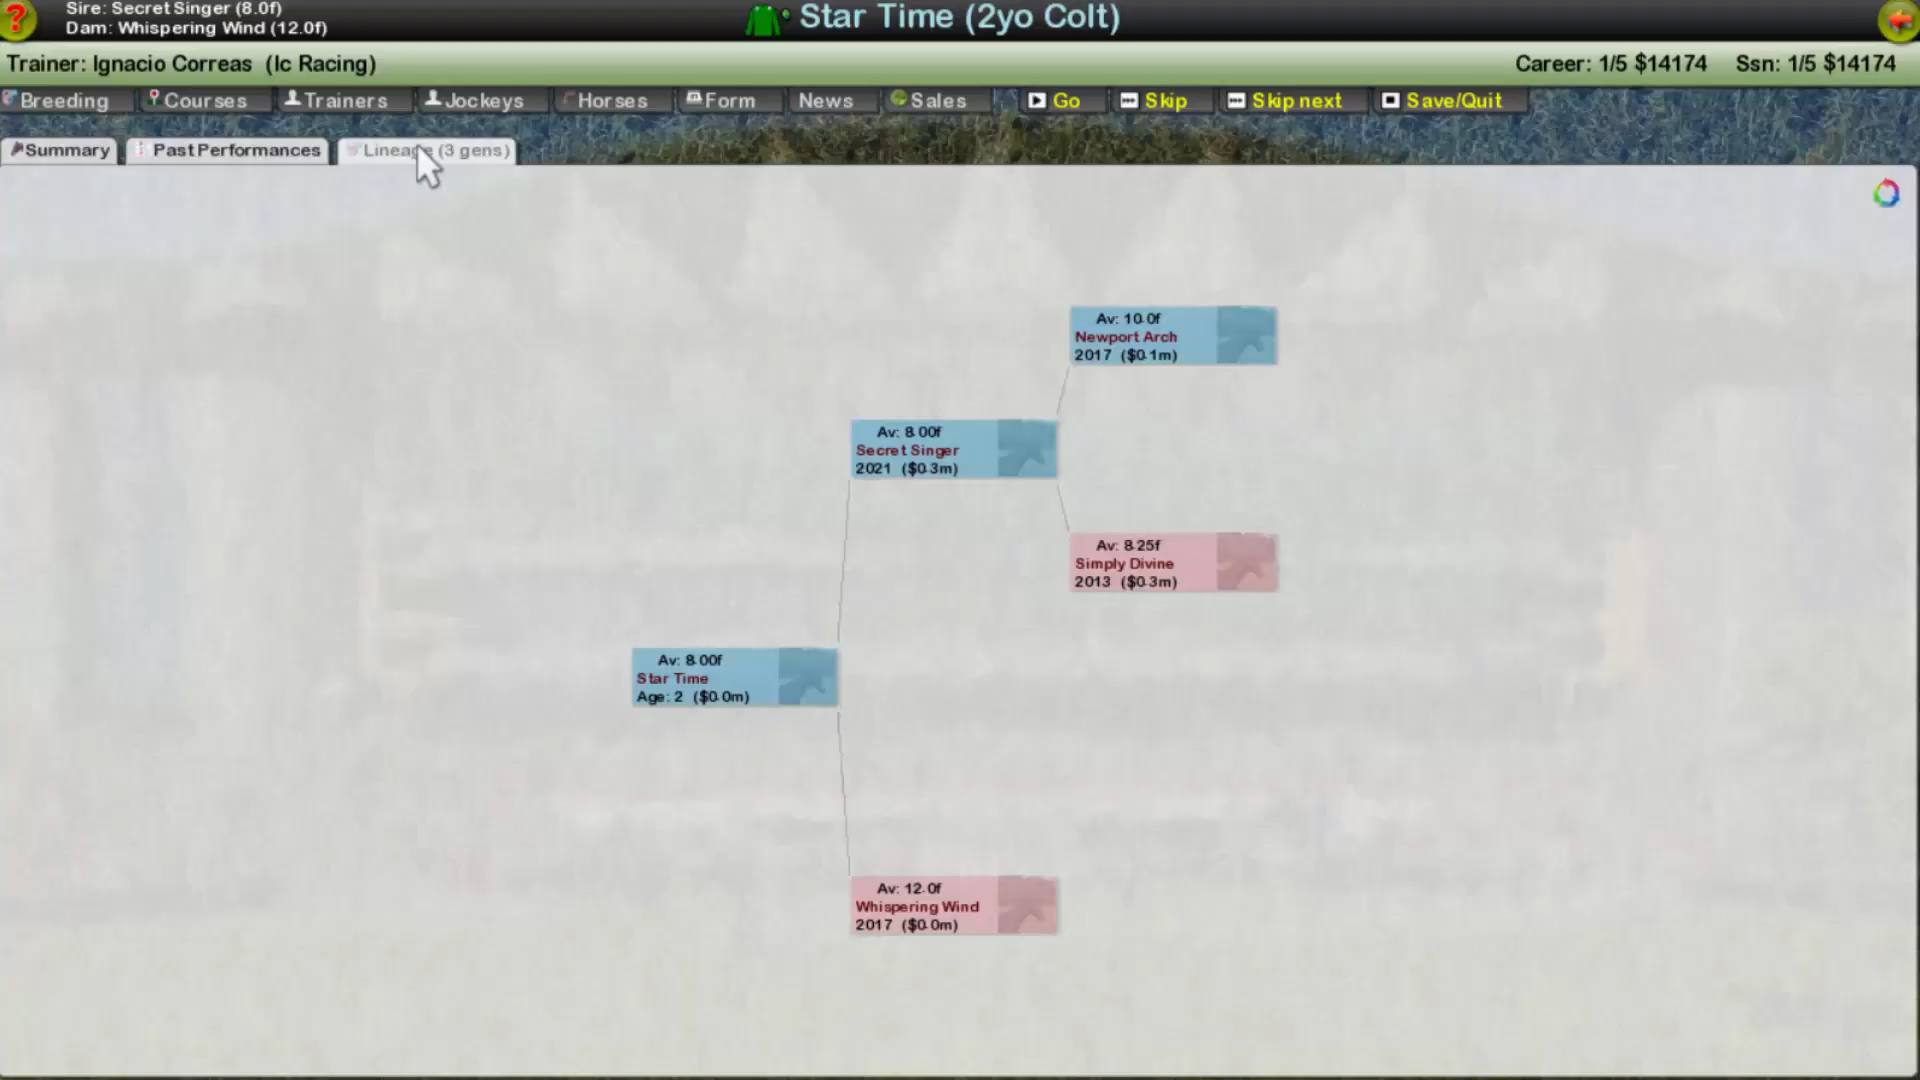 Sire: Secret Singer (8.0f)
Dam: Whispering Wind (12.0f)
Star Time (2yo Colt)
Trainer: Ignacio Correas (Ic Racing)
Career: 1/5 $14174 Ssn: 1/5 $14174
Breeding Courses Trainers Jockeys Horses Form News Sales Go Skip Skip next Save/Quit
Summary Past Performances Lineage (3 gens)
Av: 10.0f
Newport Arch
2017 ($0.1m)
Av: 8.00f
Secret Singer
2021 ($0.3m)
Av: 8.25f
Simply Divine
2013 ($0.3m)
Av: 8.00f
Star Time
Age: 2 ($0.0m)
Av: 12.0f
Whispering Wind
2017 ($0.0m)